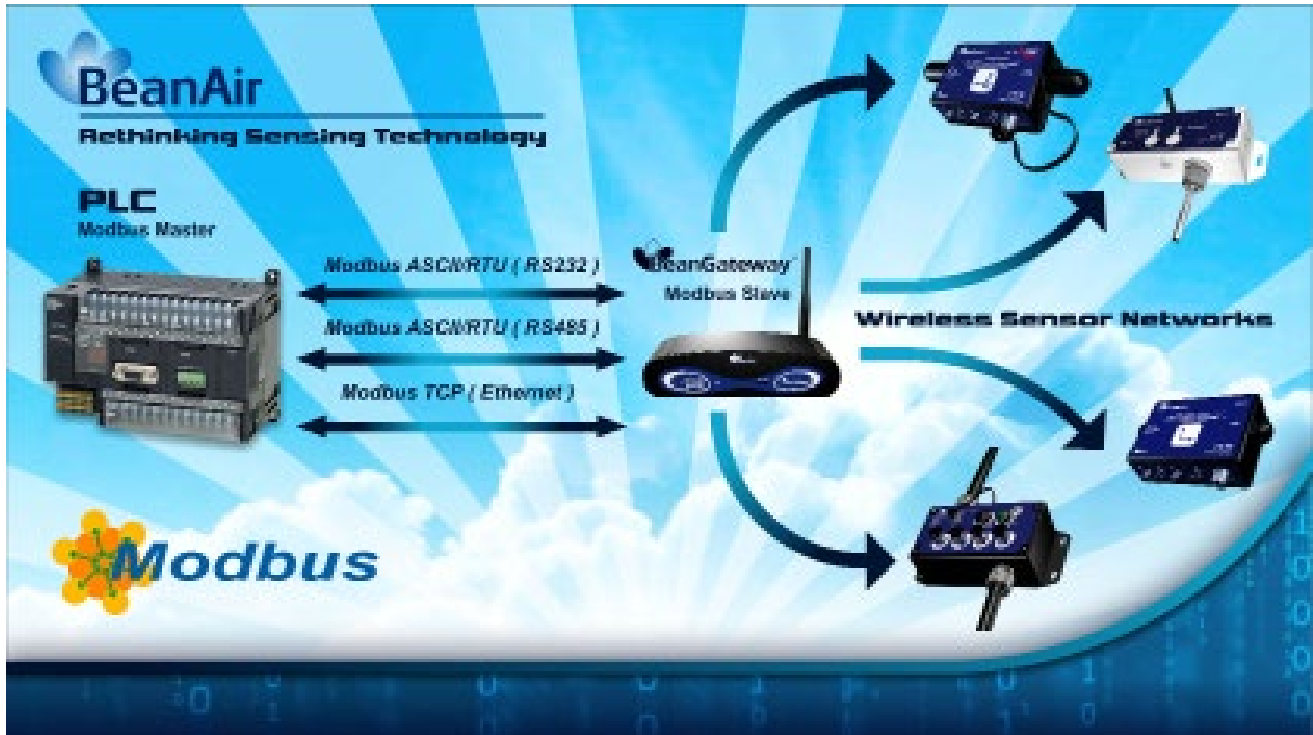 BeanAir
Rethinking Sensing Technology
PLC
Modbus Master
Modbus ASCII/RTU ( RS232 )
Modbus ASCII/RTU ( RS485 )
Modbus TCP ( Ethernet )
BeanGateway
Modbus Slave
Wireless Sensor Networks
Modbus